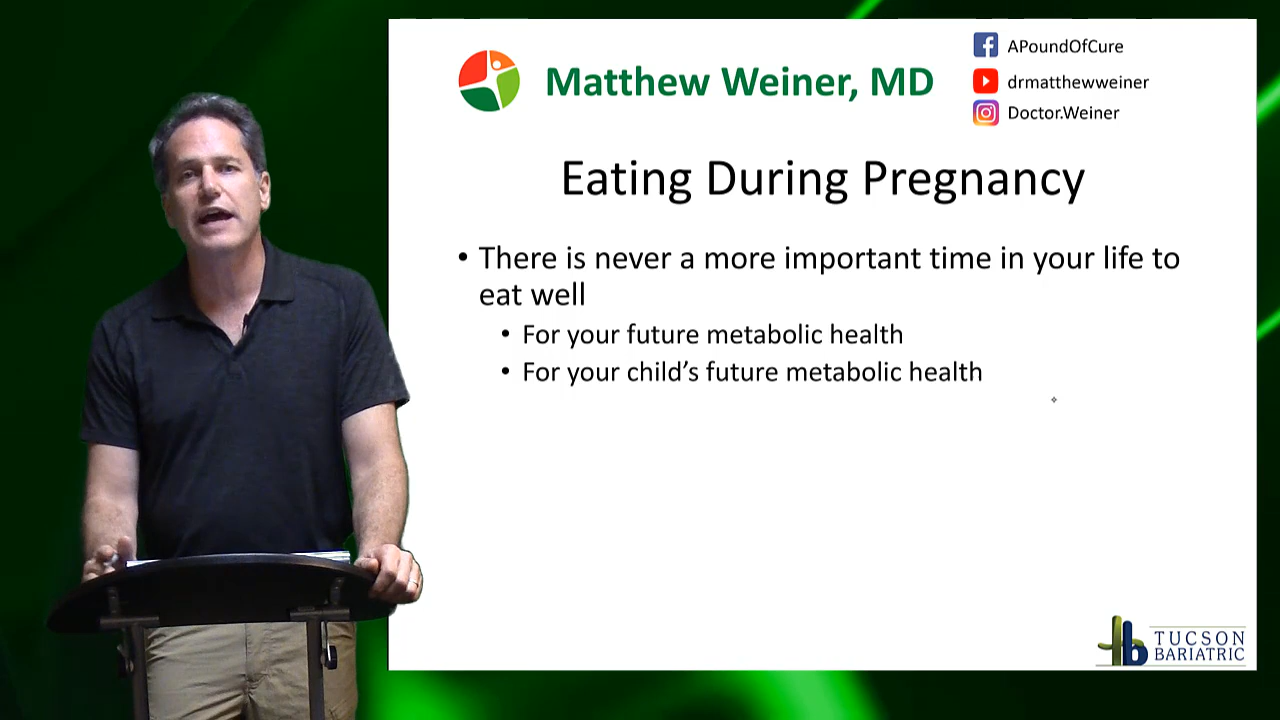 Matthew Weiner, MD
APoundOfCure
drmatthewweiner
Doctor.Weiner
Eating During Pregnancy
• There is never a more important time in your life to
eat well
• For your future metabolic health
• For your child’s future metabolic health
TUCSON
BARIATRIC